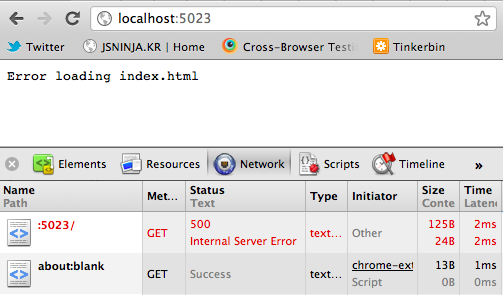 localhost:5023
Twitter JSNINJA.KR | Home Cross-Browser Testi Tinkerbin
Error loading index.html
Elements Resources Network Scripts Timeline »
Name Met... Status Type Initiator Size Time
Path Text Conte Latenc
:5023/ GET 500 text... Other 125B 2ms
Internal Server Error 24B 2ms
about:blank GET Success text... chrome-ext 13B 1ms
Script 0B 0ms